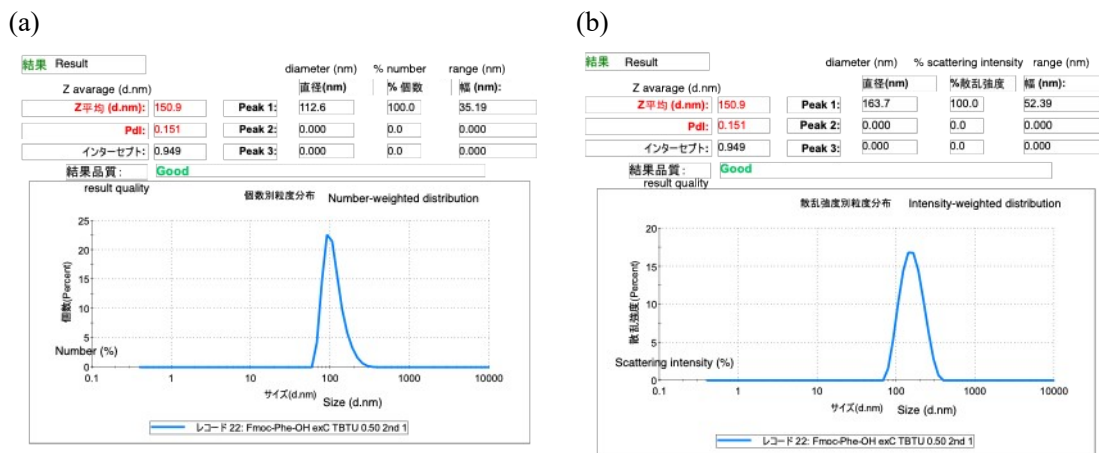 (a)
結果 Result
diameter (nm) % number range (nm)
Z avarage (d.nm)
直径(nm) % 個数 幅 (nm):
Z平均 (d.nm): 150.9 Peak 1: 112.6 100.0 35.19
PdI: 0.151 Peak 2: 0.000 0.0 0.000
インターセプト: 0.949 Peak 3: 0.000 0.0 0.000
結果品質: Good
result quality
個数別粒度分布 Number-weighted distribution
25
20
15
10
5
0
個数(Percent)
Number (%)
0.1 1 10 100 1000 10000
サイズ(d.nm)
Size (d.nm)
レコード 22: Fmoc-Phe-OH exC TBTU 0.50 2nd 1
(b)
結果 Result
diameter (nm) % scattering intensity range (nm)
Z avarage (d.nm)
直径(nm) %散乱強度 幅 (nm):
Z平均 (d.nm): 150.9 Peak 1: 163.7 100.0 52.39
PdI: 0.151 Peak 2: 0.000 0.0 0.000
インターセプト: 0.949 Peak 3: 0.000 0.0 0.000
結果品質: Good
result quality
散乱強度別粒度分布 Intensity-weighted distribution
20
15
10
5
0
散乱強度(Percent)
Scattering intensity (%)
0.1 1 10 100 1000 10000
サイズ(d.nm) Size (d.nm)
レコード 22: Fmoc-Phe-OH exC TBTU 0.50 2nd 1